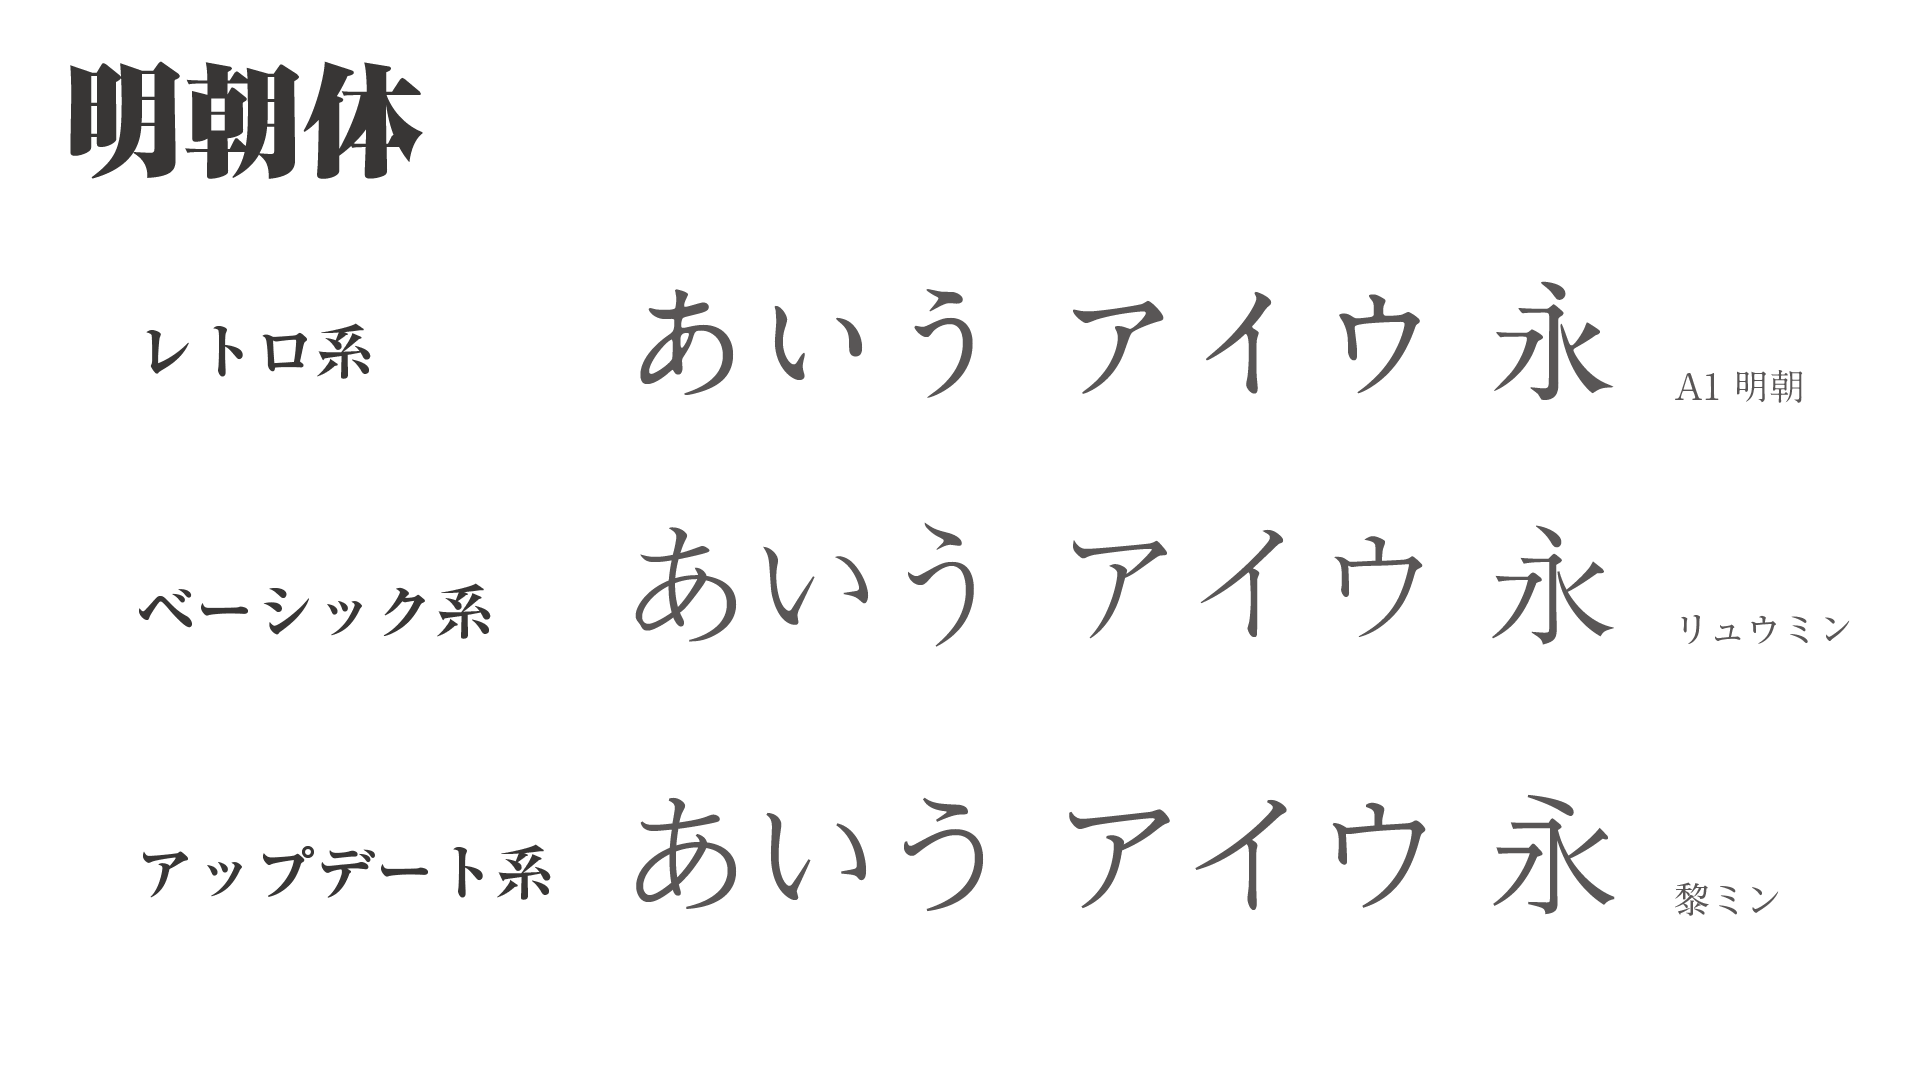 明朝体
レトロ系 あいう アイウ 永 A1 明朝
ベーシック系 あいう アイウ 永 リュウミン
アップデート系 あいう アイウ 永 黎ミン